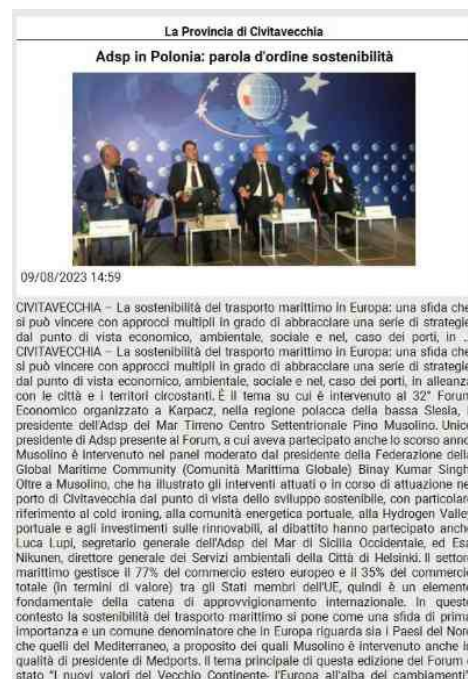 La Provincia di Civitavecchia
Adsp in Polonia: parola d'ordine sostenibilità
09/08/2023 14:59
CIVITAVECCHIA – La sostenibilità del trasporto marittimo in Europa: una sfida che
si può vincere con approcci multipli in grado di abbracciare una serie di strategie
dal punto di vista economico, ambientale, sociale e nel, caso dei porti, in ...
CIVITAVECCHIA – La sostenibilità del trasporto marittimo in Europa: una sfida che
si può vincere con approcci multipli in grado di abbracciare una serie di strategie
dal punto di vista economico, ambientale, sociale e nel, caso dei porti, in alleanza
con le città e i territori circostanti. È il tema su cui è intervenuto al 32° Forum
Economico organizzato a Karpacz, nella regione polacca della bassa Slesia,
presidente dell'Adsp del Mar Tirreno Centro Settentrionale Pino Musolino. Unico
presidente di Adsp presente al Forum, a cui aveva partecipato anche lo scorso anno
Musolino è intervenuto nel panel moderato dal presidente della Federazione della
Global Maritime Community (Comunità Marittima Globale) Binay Kumar Singh
Oltre a Musolino, che ha illustrato gli interventi attuati o in corso di attuazione nel
porto di Civitavecchia dal punto di vista dello sviluppo sostenibile, con particolare
riferimento al cold ironing, alla comunità energetica portuale, alla Hydrogen Valley
portuale e agli investimenti sulle rinnovabili, al dibattito hanno partecipato anche
Luca Lupi, segretario generale dell'Adsp del Mar di Sicilia Occidentale, ed Esa
Nikunen, direttore generale dei Servizi ambientali della Città di Helsinki. Il settore
marittimo gestisce il 77% del commercio estero europeo e il 35% del commercio
totale (in termini di valore) tra gli Stati membri dell'UE, quindi è un elemento
fondamentale della catena di approvvigionamento internazionale. In questo
contesto la sostenibilità del trasporto marittimo si pone come una sfida di prima
importanza e un comune denominatore che in Europa riguarda sia i Paesi del Nord
che quelli del Mediterraneo, a proposito dei quali Musolino è intervenuto anche in
qualità di presidente di Medports. Il tema principale di questa edizione del Forum è
stato "I nuovi valori del Vecchio Continente- l'Europa all'alba dei cambiamenti".